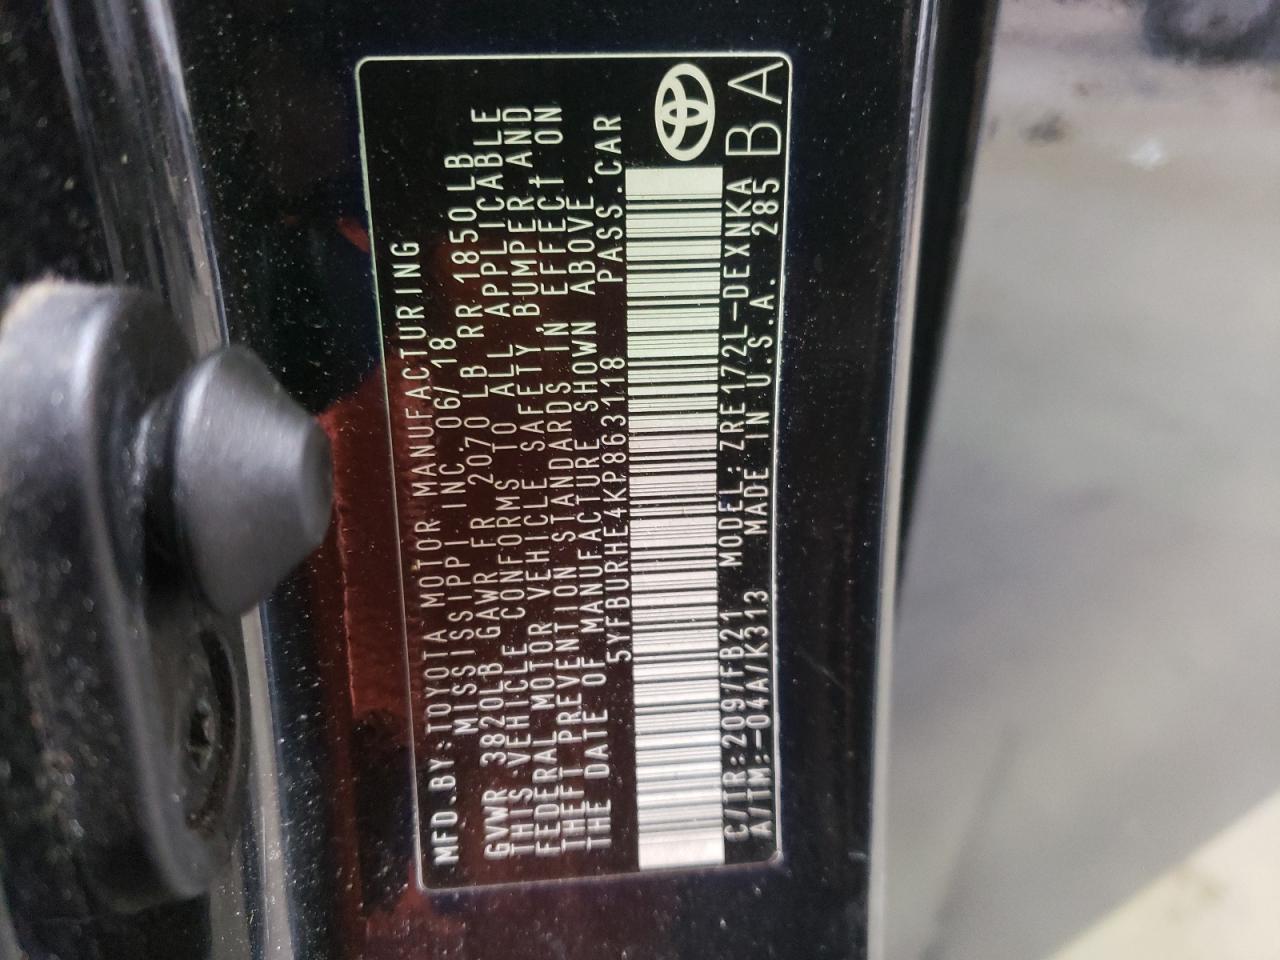 MFD.BY:TOYOTA MOTOR MANUFACTURING
MISSISSIPPI INC. 06/18
GVWR 3820LB GAWR FR 2070 LB RR 1850 LB
THIS VEHICLE CONFORMS TO ALL APPLICABLE
FEDERAL MOTOR VEHICLE SAFETY, BUMPER AND
THEFT PREVENTION STANDARDS IN EFFECT ON
THE DATE OF MANUFACTURE SHOWN ABOVE.
5YFBURHE4KP863118 PASS.CAR
C/TR:209/FB21 MODEL:ZRE172L-DEXNKA
A/TM:-04A/K313 MADE IN U.S.A. 285
BA